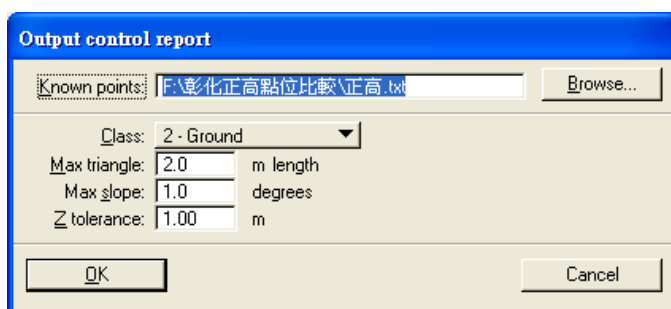 Output control report
Known points: F:\彰化正高點位比較\正高.txt Browse...
Class: 2 - Ground
Max triangle: 2.0 m length
Max slope: 1.0 degrees
Z tolerance: 1.00 m
OK Cancel